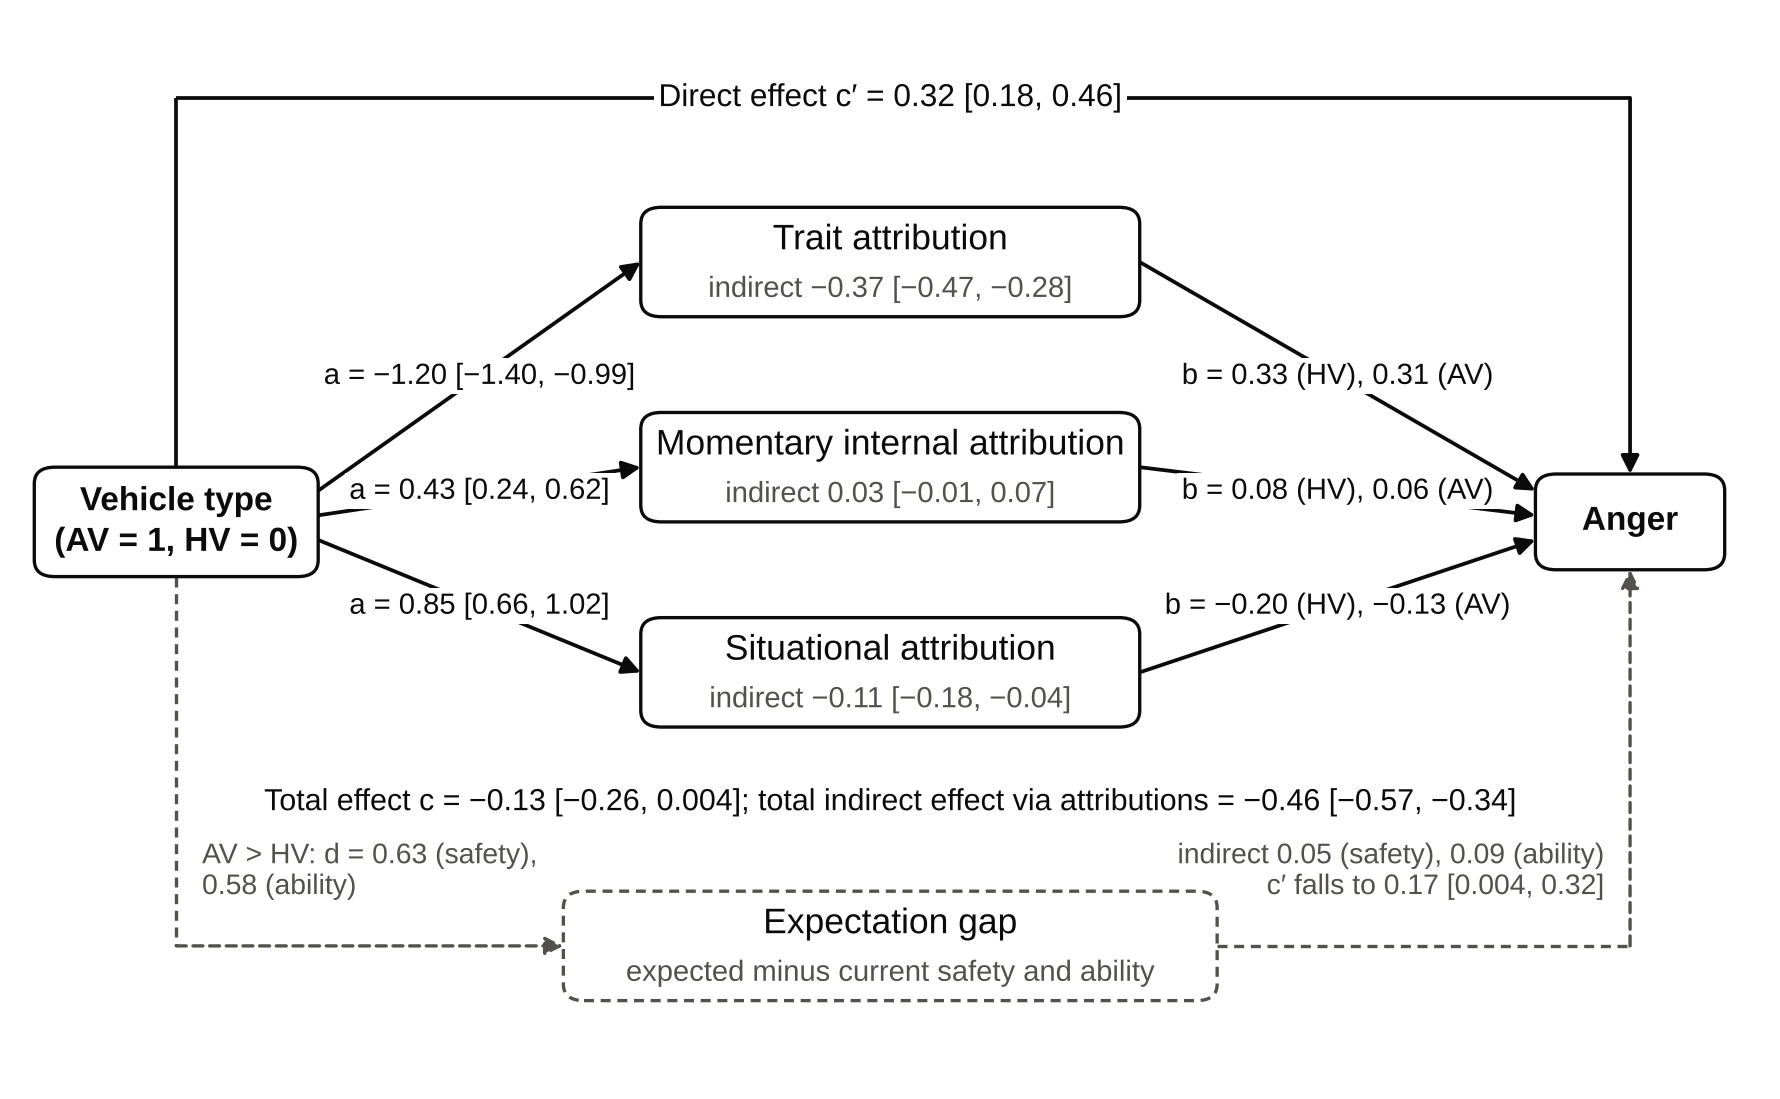 Direct effect c′ = 0.32 [0.18, 0.46]
Trait attribution
indirect −0.37 [−0.47, −0.28]
a = −1.20 [−1.40, −0.99]
b = 0.33 (HV), 0.31 (AV)
Momentary internal attribution
indirect 0.03 [−0.01, 0.07]
a = 0.43 [0.24, 0.62]
b = 0.08 (HV), 0.06 (AV)
Vehicle type
(AV = 1, HV = 0)
Anger
a = 0.85 [0.66, 1.02]
b = −0.20 (HV), −0.13 (AV)
Situational attribution
indirect −0.11 [−0.18, −0.04]
Total effect c = −0.13 [−0.26, 0.004]; total indirect effect via attributions = −0.46 [−0.57, −0.34]
AV > HV: d = 0.63 (safety),
0.58 (ability)
indirect 0.05 (safety), 0.09 (ability)
c′ falls to 0.17 [0.004, 0.32]
Expectation gap
expected minus current safety and ability